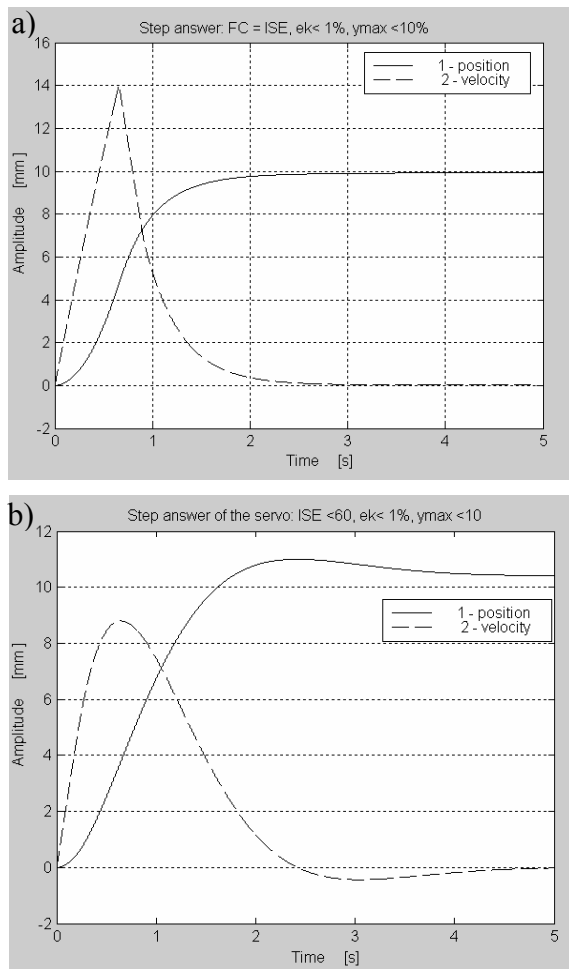 a)
Step answer: FC = ISE, ek< 1%, ymax <10%
16
14
12
10
8
6
4
2
0
-2
Amplitude [mm]
1 - position
2 - velocity
0 1 2 3 4 5
Time [s]
b)
Step answer of the servo: ISE <60, ek< 1%, ymax <10
12
10
8
6
4
2
0
-2
Amplitude [mm]
1 - position
2 - velocity
0 1 2 3 4 5
Time [s]